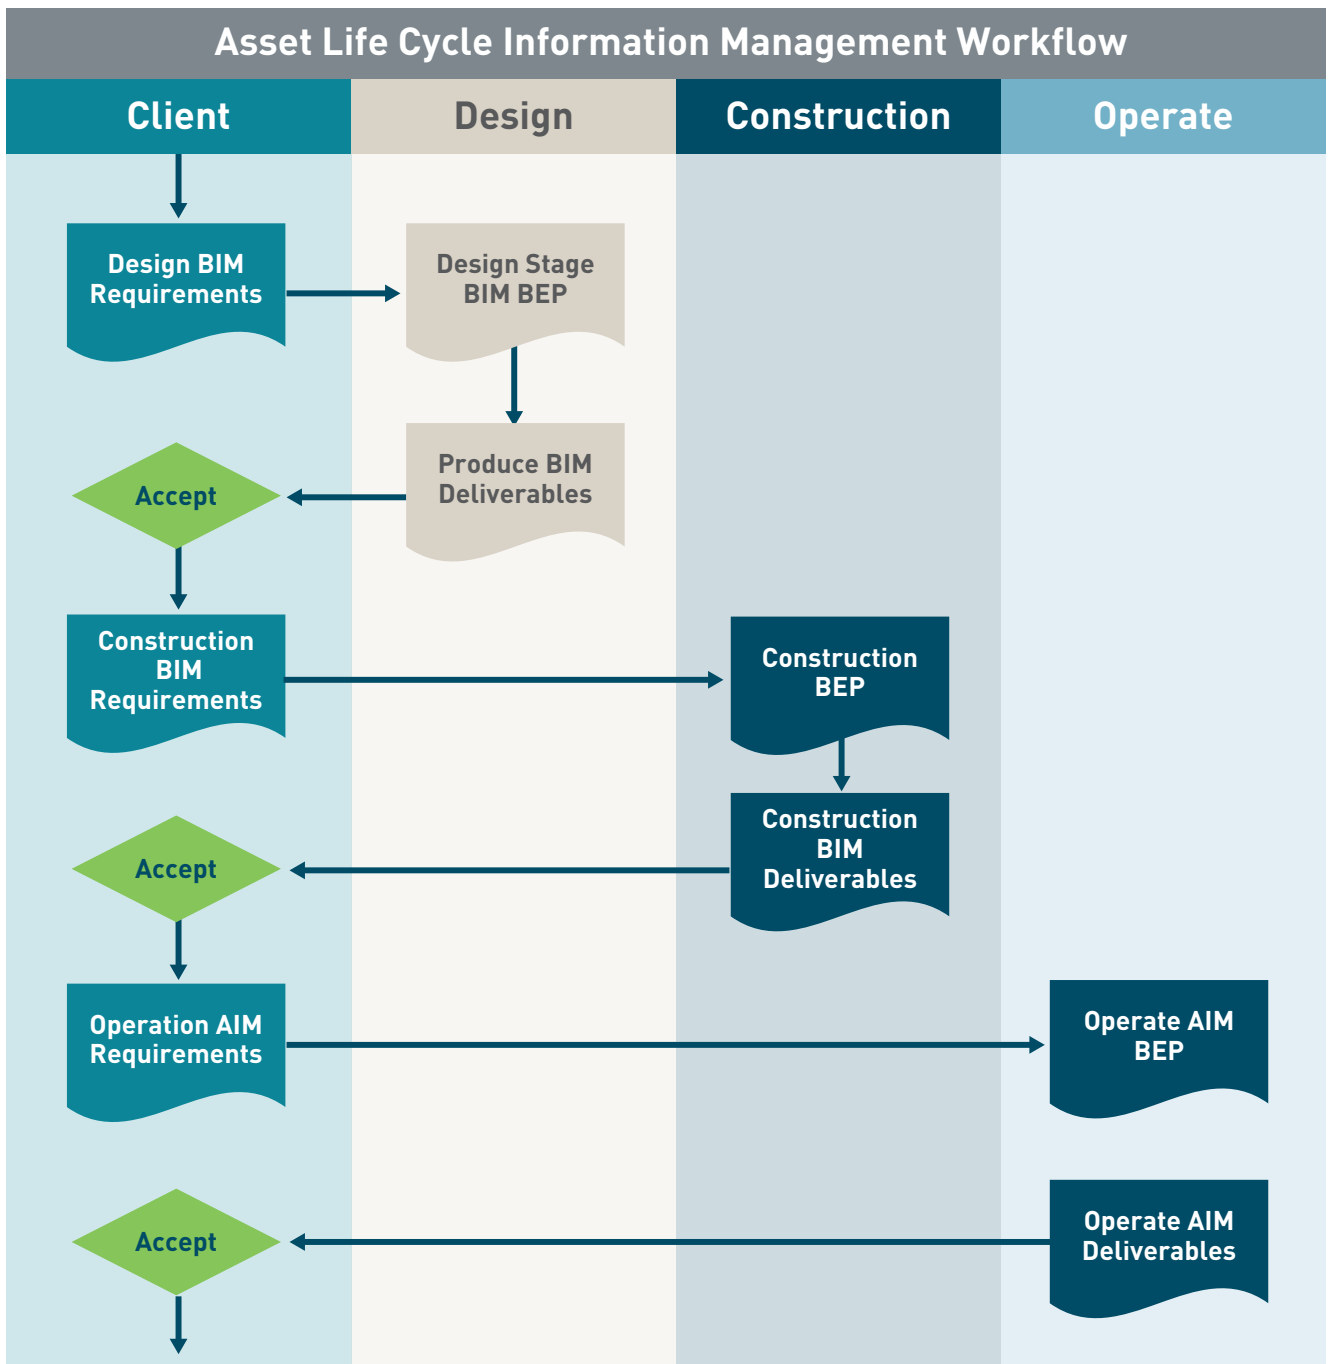 Asset Life Cycle Information Management Workflow
Client
Design
Construction
Operate
Design BIM
Requirements
Design Stage
BIM BEP
Produce BIM
Deliverables
Accept
Construction
BIM
Requirements
Construction
BEP
Construction
BIM
Deliverables
Accept
Operation AIM
Requirements
Operate AIM
BEP
Operate AIM
Deliverables
Accept